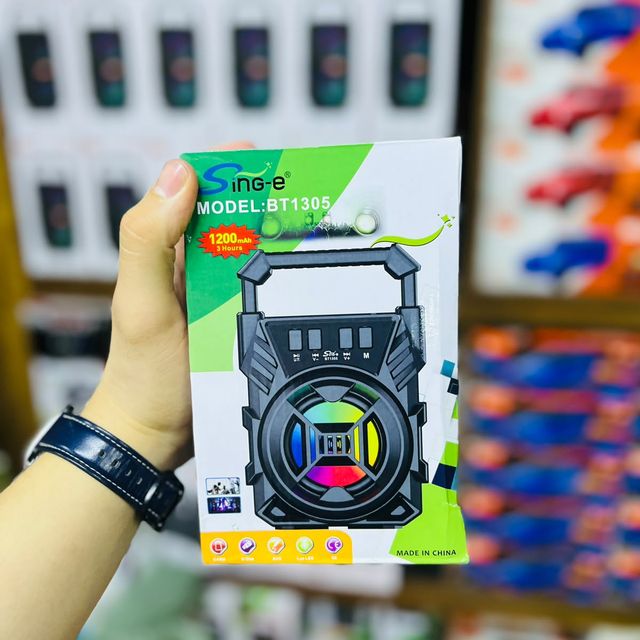 Sing-e®
MODEL:BT1305
1200mAh
3 Hours
Sing-e
BT1305
V-
V+
M
MADE IN CHINA